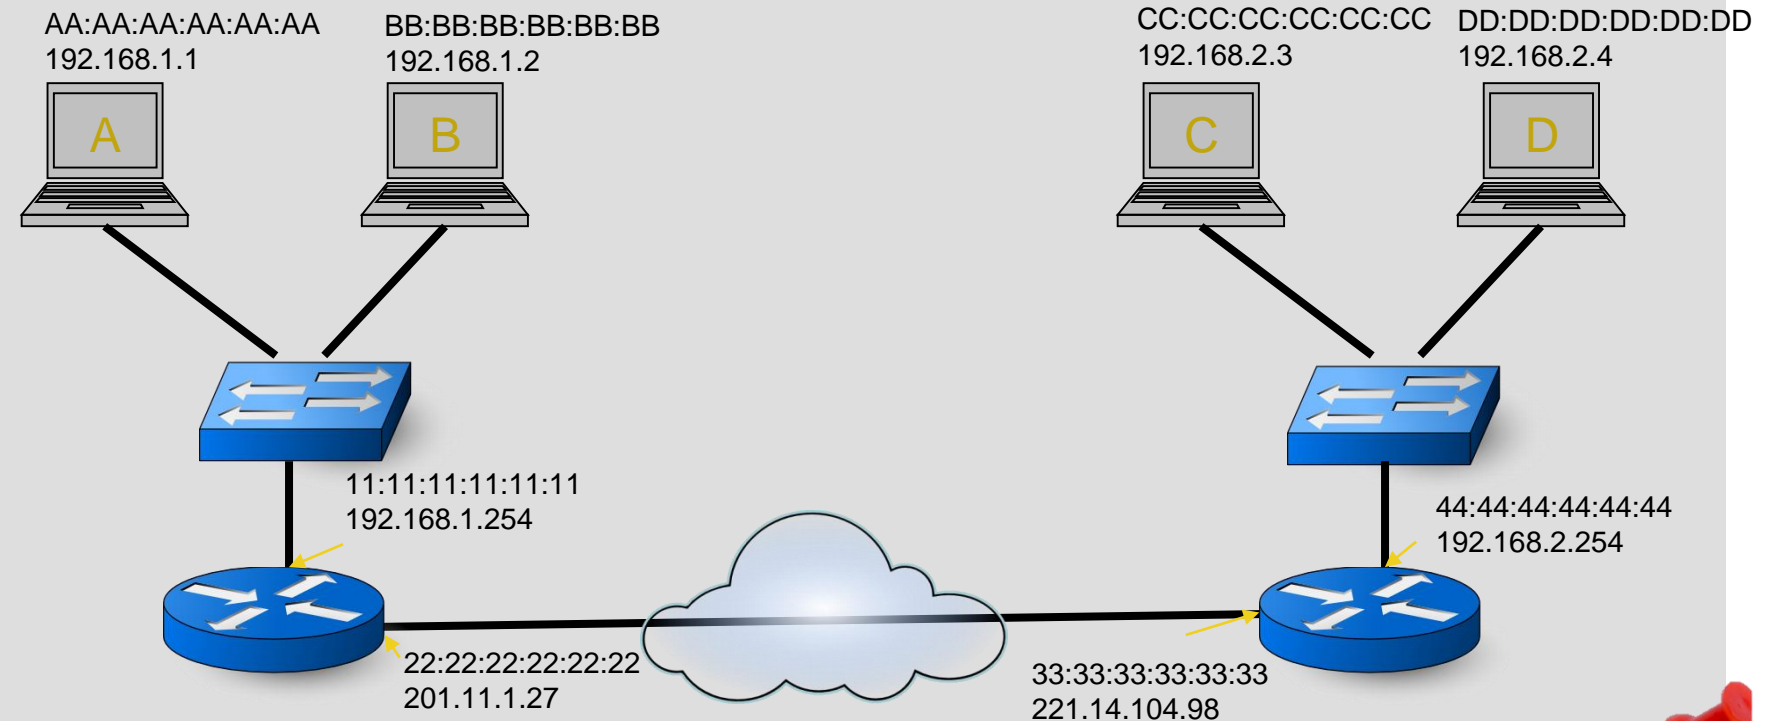 AA:AA:AA:AA:AA:AA
192.168.1.1
BB:BB:BB:BB:BB:BB
192.168.1.2
CC:CC:CC:CC:CC:CC
192.168.2.3
DD:DD:DD:DD:DD:DD
192.168.2.4
A
B
C
D
11:11:11:11:11:11
192.168.1.254
44:44:44:44:44:44
192.168.2.254
22:22:22:22:22:22
201.11.1.27
33:33:33:33:33:33
221.14.104.98